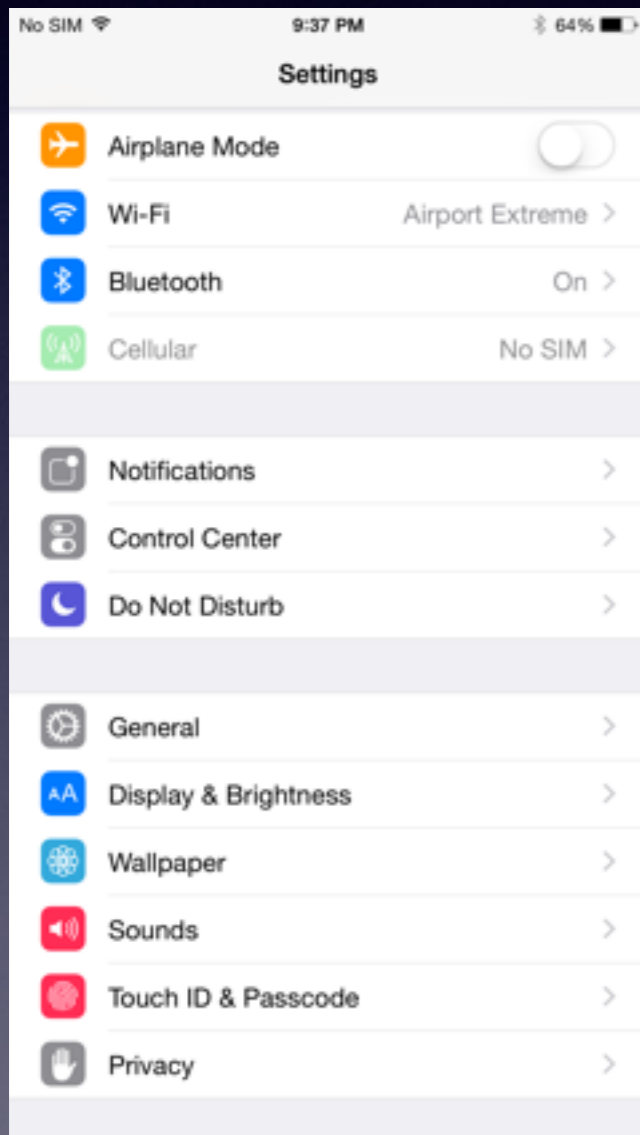 No SIM 9:37 PM 64%
Settings
Airplane Mode
Wi-Fi Airport Extreme
Bluetooth On
Cellular No SIM
Notifications
Control Center
Do Not Disturb
General
AA Display & Brightness
Wallpaper
Sounds
Touch ID & Passcode
Privacy